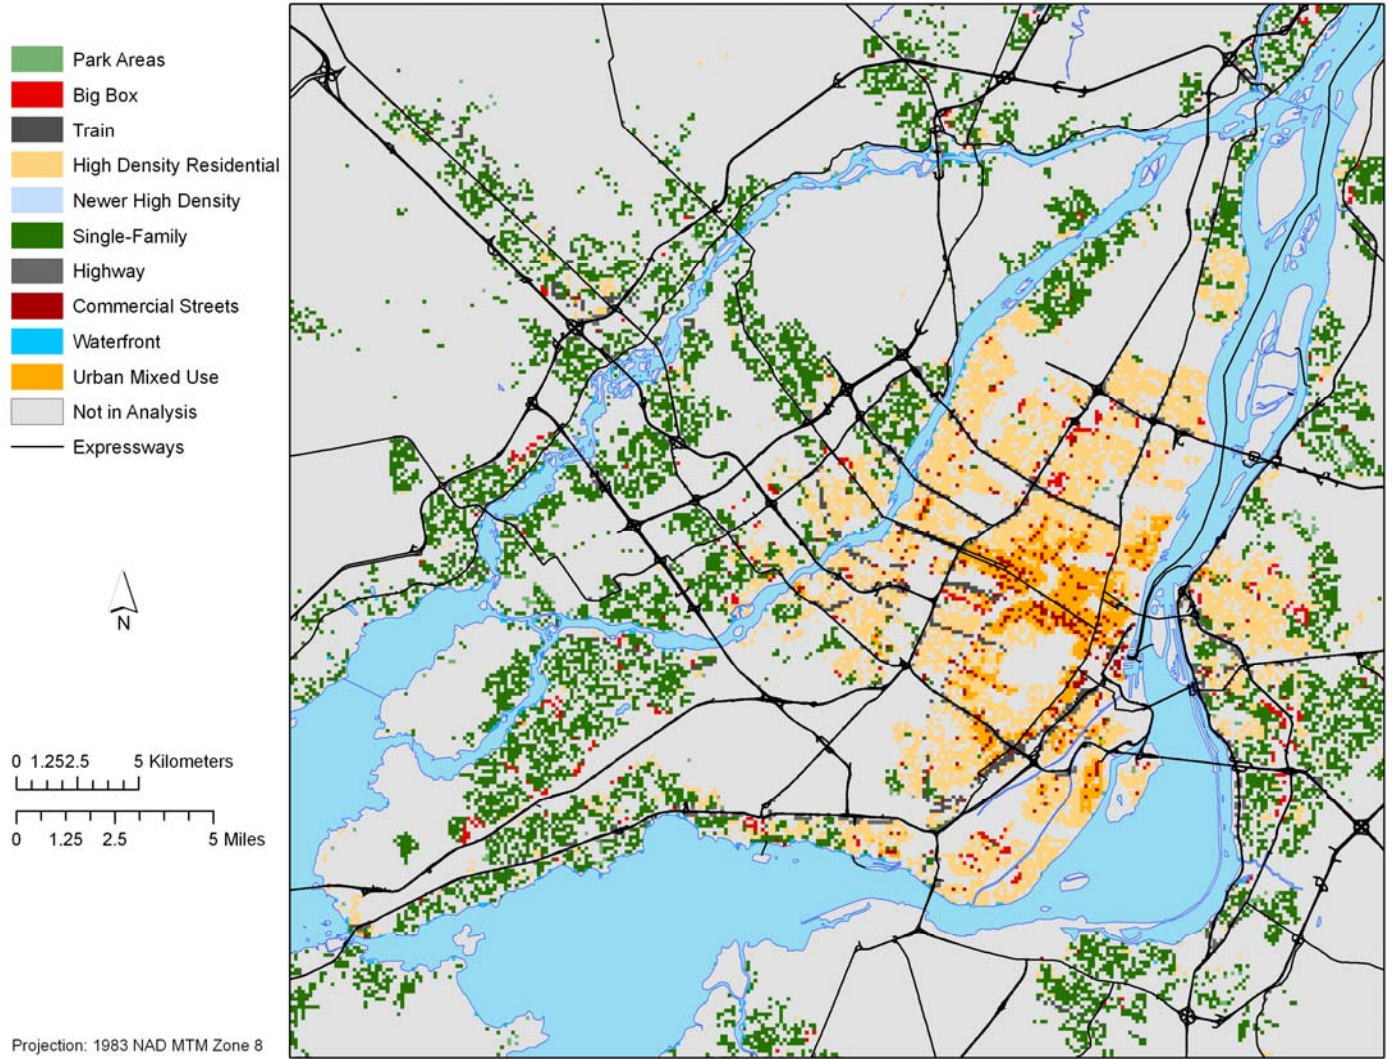 Park Areas
Big Box
Train
High Density Residential
Newer High Density
Single-Family
Highway
Commercial Streets
Waterfront
Urban Mixed Use
Not in Analysis
Expressways
N
0 1.252.5 5 Kilometers
0 1.25 2.5 5 Miles
Projection: 1983 NAD MTM Zone 8